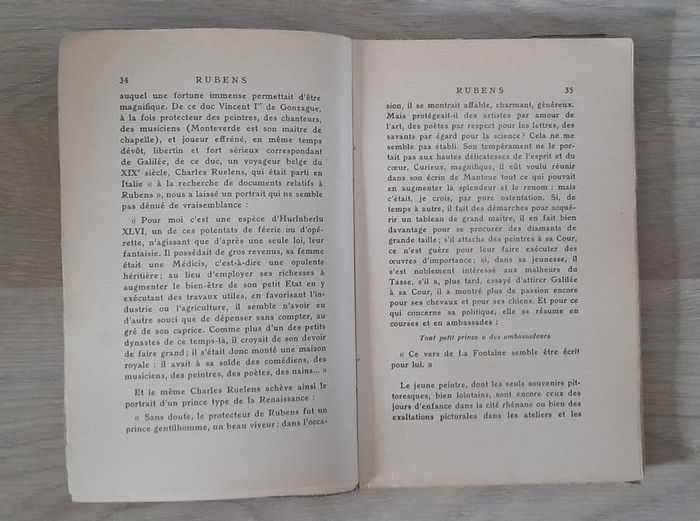 34 RUBENS
auquel une fortune immense permettait d'être
magnifique. De ce duc Vincent Ier de Gonzague,
à la fois protecteur des peintres, des chanteurs,
des musiciens (Monteverde est son maître de
chapelle), et joueur effréné, en même temps
dévôt, libertin et fort sérieux correspondant
de Galilée, de ce duc, un voyageur belge du
XIXe siècle, Charles Ruelens, qui était parti en
Italie « à la recherche de documents relatifs à
Rubens », nous a laissé un portrait qui ne semble
pas dénué de vraisemblance :
« Pour moi c'est une espèce d'Hurluberlu
XLVI, un de ces potentats de féerie ou d'opé-
rette, n'agissant que d'après une seule loi, leur
fantaisie. Il possédait de gros revenus, sa femme
était une Médicis, c'est-à-dire une opulente
héritière ; au lieu d'employer ses richesses à
augmenter le bien-être de son petit Etat en y
exécutant des travaux utiles, en favorisant l'in-
dustrie ou l'agriculture, il semble n'avoir eu
d'autre souci que de dépenser sans compter, au
gré de son caprice. Comme plus d'un des petits
dynastes de ce temps-là, il croyait de son devoir
de faire grand ; il s'était donc monté une maison
royale : il avait à sa solde des comédiens, des
musiciens, des peintres, des poètes, des nains... »
Et le même Charles Ruelens achève ainsi le
portrait d'un prince type de la Renaissance :
« Sans doute, le protecteur de Rubens fut un
prince gentilhomme, un beau viveur ; dans l'occa-
RUBENS 35
sion, il se montrait affable, charmant, généreux.
Mais protégeait-il des artistes par amour de
l'art, des poètes par respect pour les lettres, des
savants par égard pour la science? Cela ne me
semble pas établi. Son tempérament ne le por-
tait pas aux hautes délicatesses de l'esprit et du
cœur. Curieux, magnifique, il eût voulu réunir
dans son écrin de Mantoue tout ce qui pouvait
en augmenter la splendeur et le renom : mais
c'était, je crois, par pure ostentation. Si, de
temps à autre, il fait des démarches pour acqué-
rir un tableau de grand maître, il en fait bien
davantage pour se procurer des diamants de
grande taille ; s'il attache des peintres à sa Cour,
ce n'est guère pour leur faire exécuter des
œuvres d'importance ; si, dans sa jeunesse, il
s'est noblement intéressé aux malheurs du
Tasse, s'il a, plus tard, essayé d'attirer Galilée
à sa Cour, il a montré plus de passion encore
pour ses chevaux et pour ses chiens. Et pour ce
qui concerne sa politique, elle se résume en
courses et en ambassades :
Tout petit prince a des ambassadeurs
« Ce vers de La Fontaine semble être écrit
pour lui. »
Le jeune peintre, dont les seuls souvenirs pit-
toresques, bien lointains, sont encore ceux des
jours d'enfance dans la cité rhénane ou bien des
exaltations picturales dans les ateliers et les